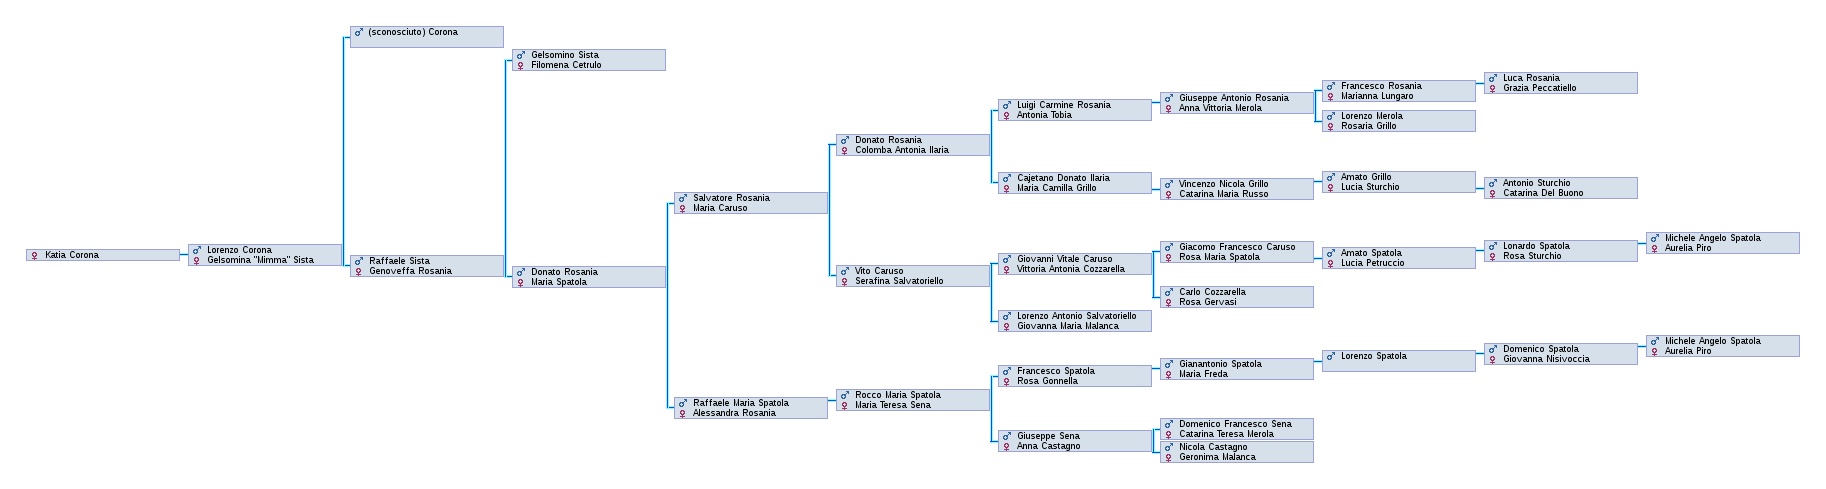 Katia Corona
Lorenzo Corona
Gelsomina "Mimma" Sista
(sconosciuto) Corona
Raffaele Sista
Genoveffa Rosania
Gelsomino Sista
Filomena Cetrulo
Donato Rosania
Maria Spatola
Salvatore Rosania
Maria Caruso
Raffaele Maria Spatola
Alessandra Rosania
Donato Rosania
Colomba Antonia Ilaria
Vito Caruso
Serafina Salvatoriello
Rocco Maria Spatola
Maria Teresa Sena
Luigi Carmine Rosania
Antonia Tobia
Cajetano Donato Ilaria
Maria Camilla Grillo
Giovanni Vitale Caruso
Vittoria Antonia Cozzarella
Lorenzo Antonio Salvatoriello
Giovanna Maria Malanca
Francesco Spatola
Rosa Gonnella
Giuseppe Sena
Anna Castagno
Giuseppe Antonio Rosania
Anna Vittoria Merola
Vincenzo Nicola Grillo
Catarina Maria Russo
Giacomo Francesco Caruso
Rosa Maria Spatola
Carlo Cozzarella
Rosa Gervasi
Gianantonio Spatola
Maria Freda
Domenico Francesco Sena
Catarina Teresa Merola
Nicola Castagno
Geronima Malanca
Francesco Rosania
Marianna Lungaro
Lorenzo Merola
Rosaria Grillo
Amato Grillo
Lucia Sturchio
Amato Spatola
Lucia Petruccio
Lorenzo Spatola
Luca Rosania
Grazia Peccatiello
Antonio Sturchio
Catarina Del Buono
Lonardo Spatola
Rosa Sturchio
Domenico Spatola
Giovanna Nisivoccia
Michele Angelo Spatola
Aurelia Piro
Michele Angelo Spatola
Aurelia Piro